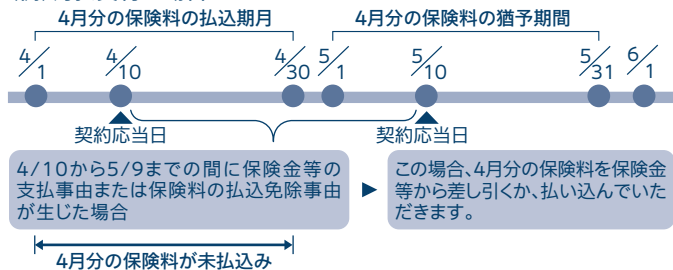 4月分の保険料の払込期月
4月分の保険料の猶予期間
4/1
4/10
4/30
5/1
5/10
5/31
6/1
契約応当日
契約応当日
4/10から5/9までの間に保険金等の
支払事由または保険料の払込免除事由
が生じた場合
この場合、4月分の保険料を保険金
等から差し引くか、払い込んでいた
だきます。
4月分の保険料が未払込み